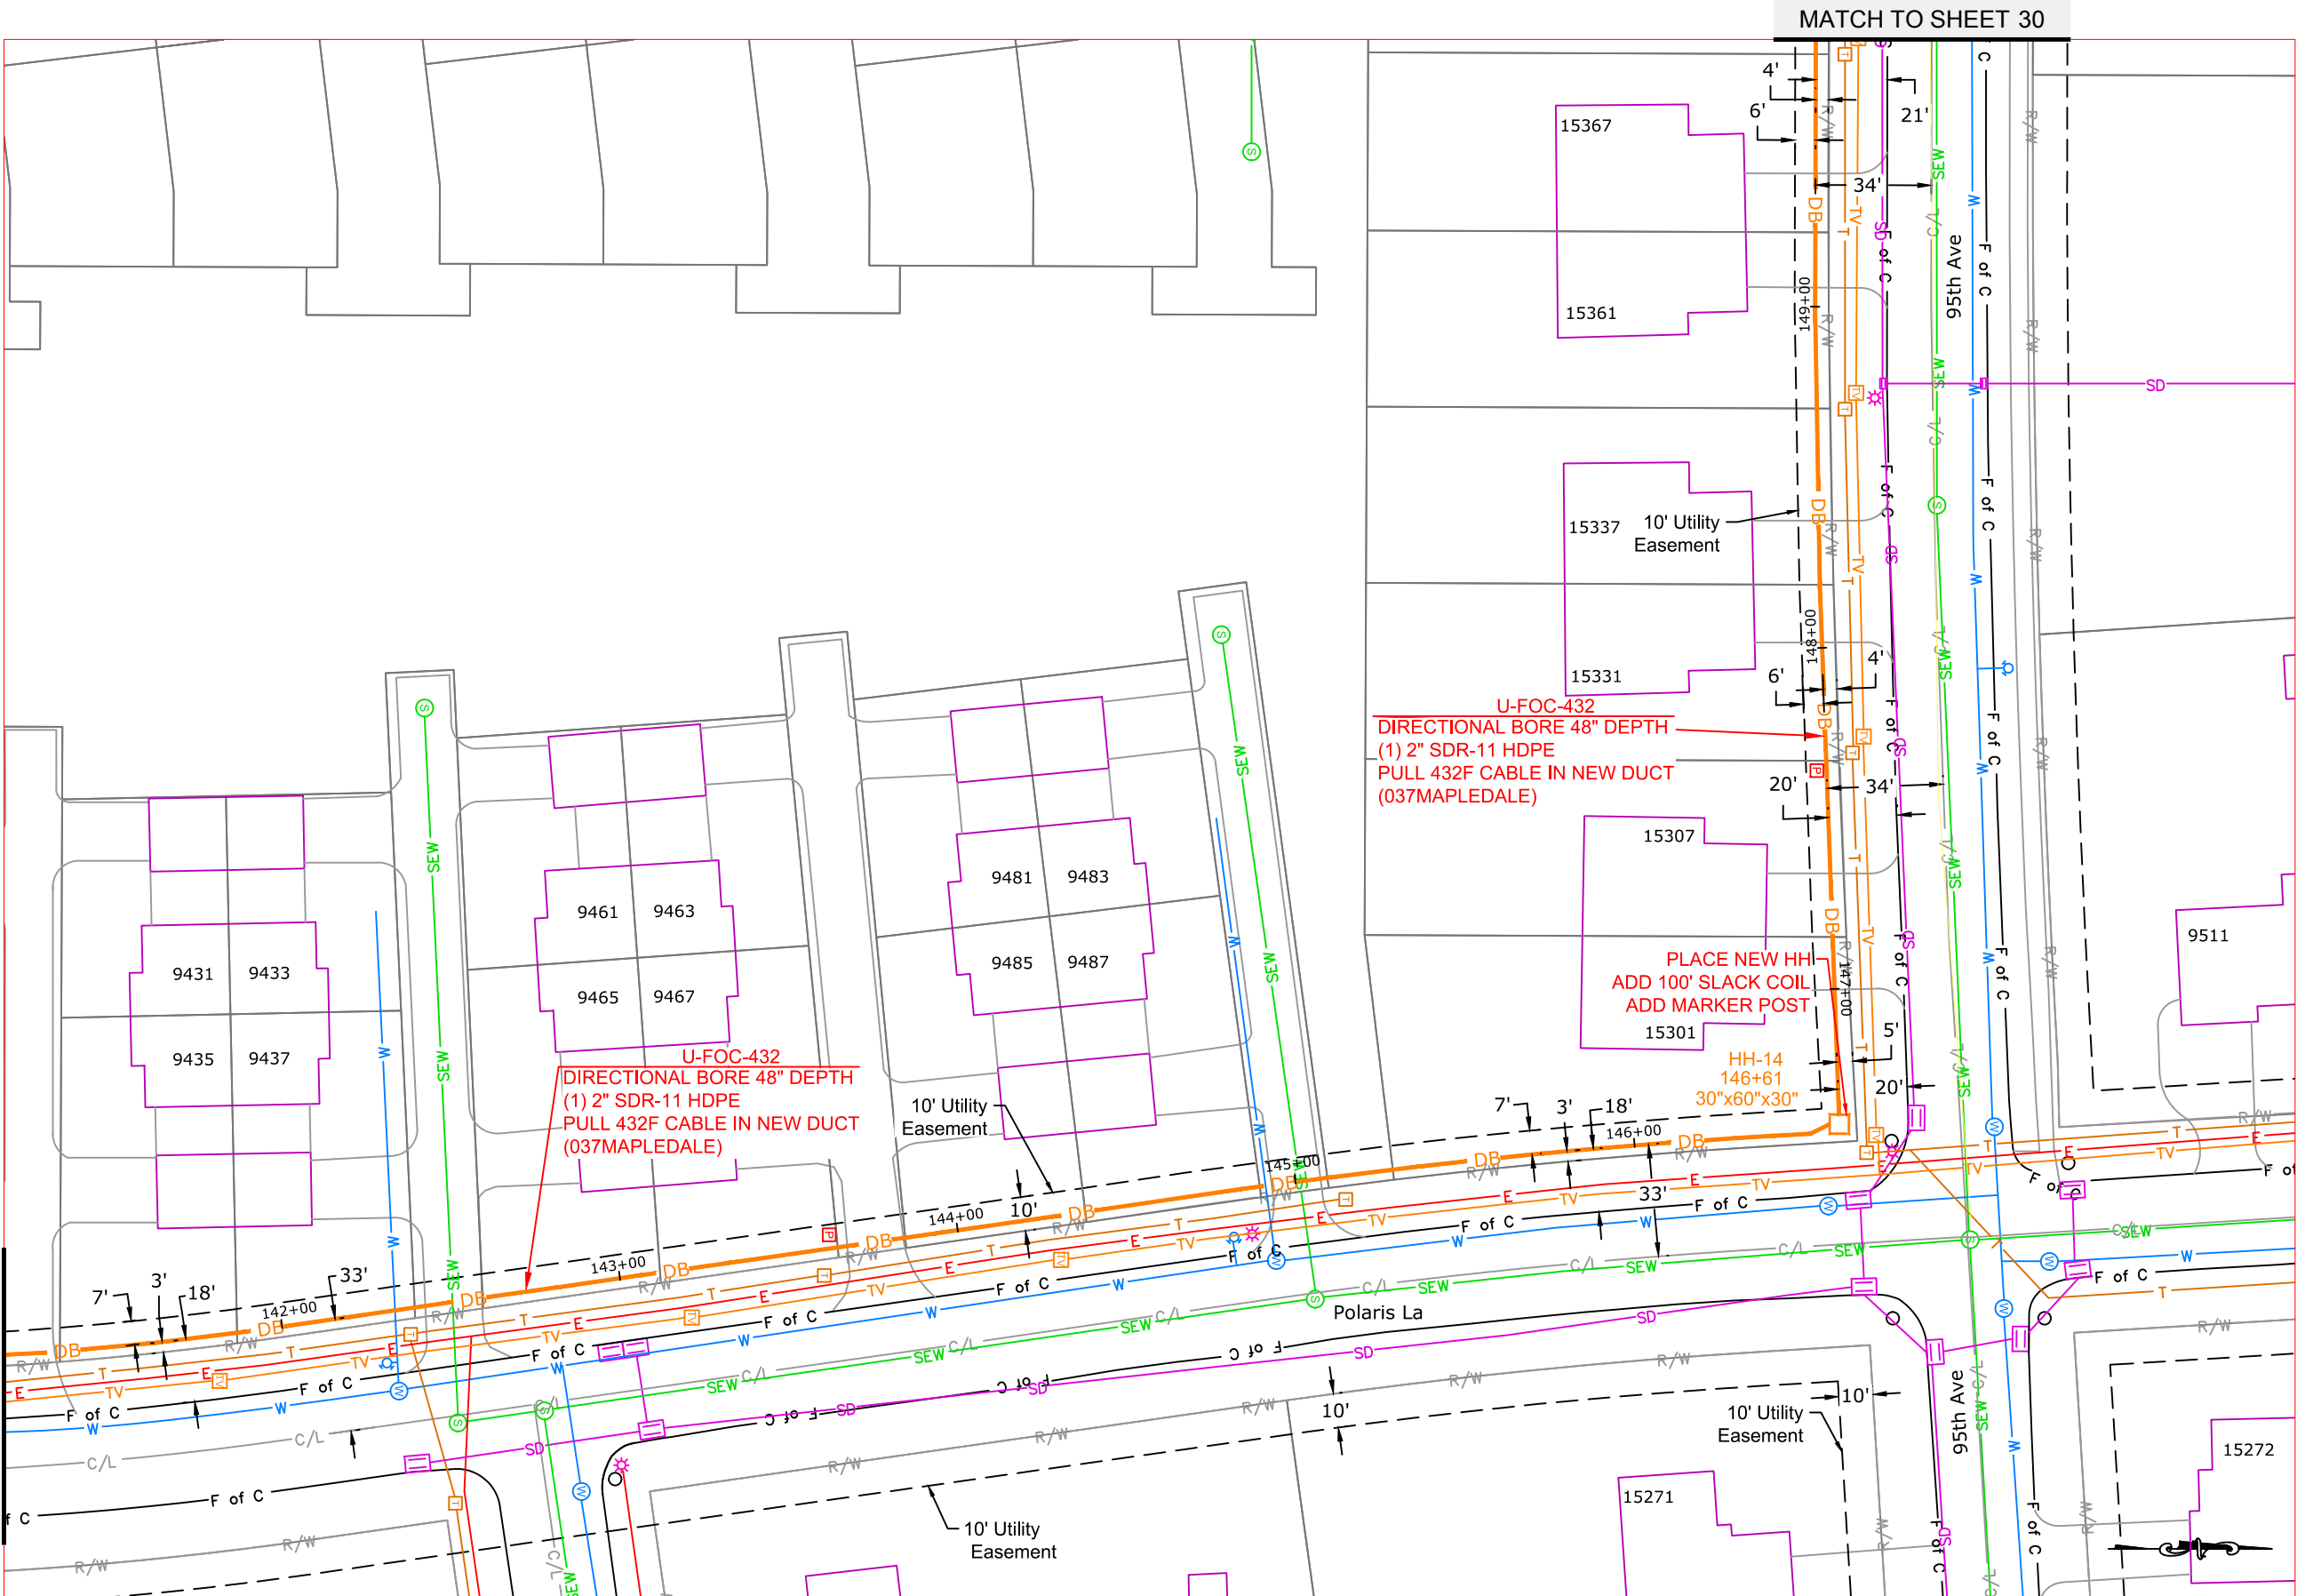 MATCH TO SHEET 30
4'
6'
21'
34'
15367
15361
95th Ave
149+00
SD
10' Utility
Easement
15337
15331
148+00
6'
4'
U-FOC-432
DIRECTIONAL BORE 48" DEPTH
(1) 2" SDR-11 HDPE
PULL 432F CABLE IN NEW DUCT
(037MAPLEDALE)
20'
34'
15307
15301
9511
PLACE NEW HH
ADD 100' SLACK COIL
ADD MARKER POST
147+00
5'
20'
HH-14
146+61
30"x60"x30"
9431 9433
9435 9437
9461 9463
9465 9467
9481 9483
9485 9487
U-FOC-432
DIRECTIONAL BORE 48" DEPTH
(1) 2" SDR-11 HDPE
PULL 432F CABLE IN NEW DUCT
(037MAPLEDALE)
10' Utility
Easement
7' 3' 18'
146+00
145+00
144+00
143+00
142+00
10'
33'
7' 3' 18' 33'
DB
R/W
T
E
TV
F of C
W
C/L
SEW
SD
Polaris La
10'
10' Utility
Easement
10'
10' Utility
Easement
95th Ave
15271
15272